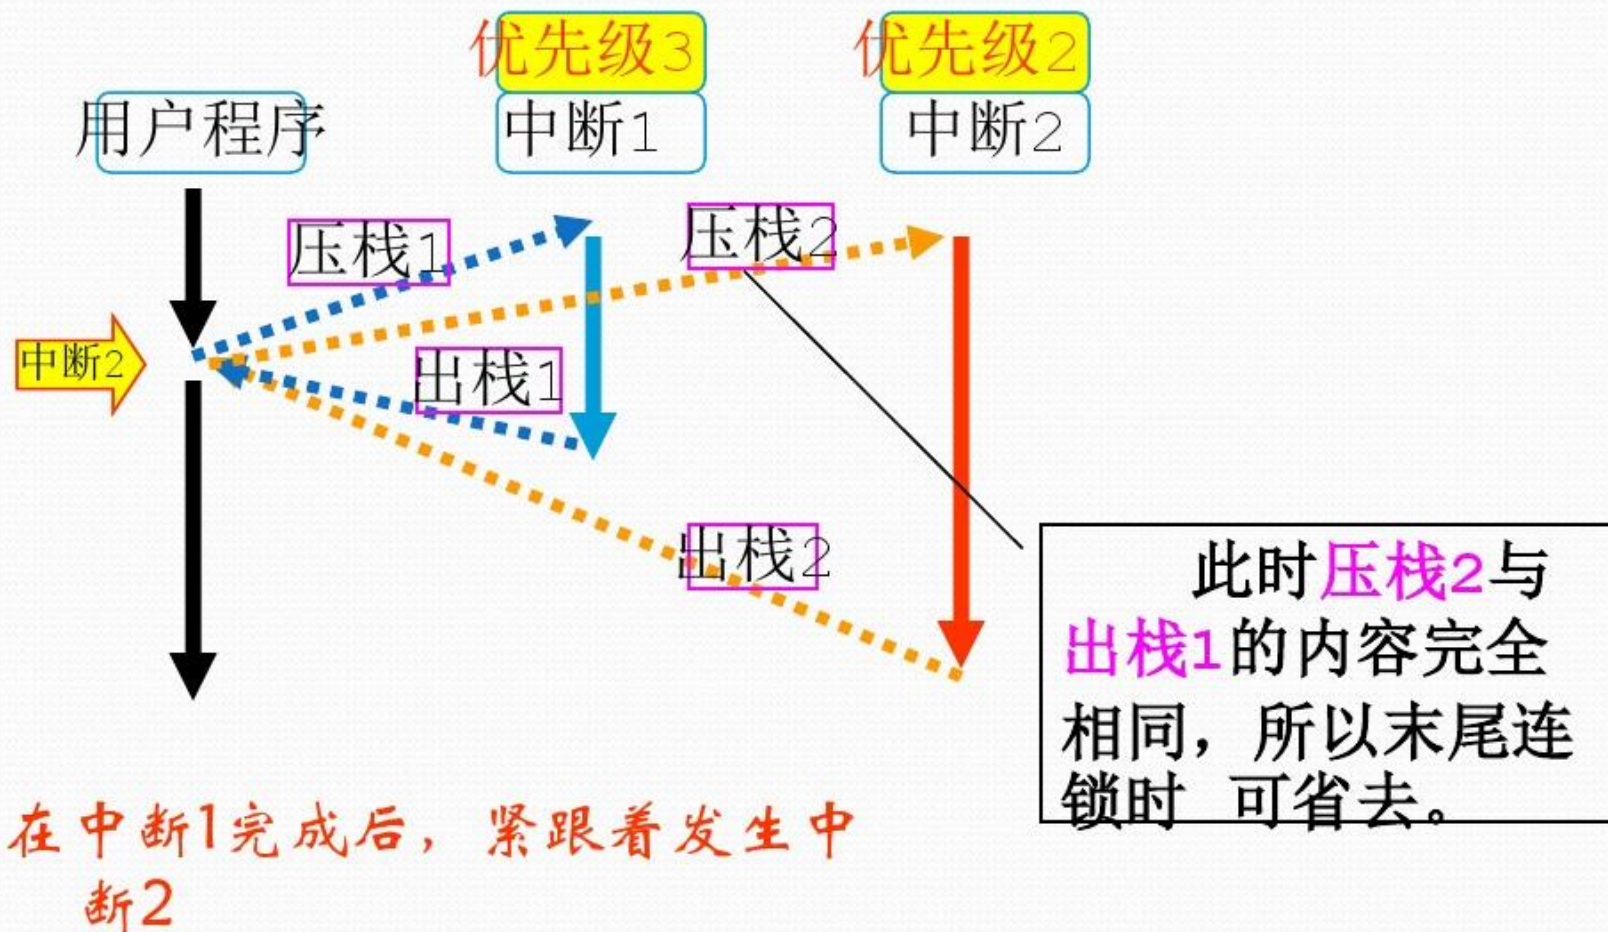 优先级3
优先级2
用户程序
中断1
中断2
压栈1
压栈2
中断2
出栈1
出栈2
此时压栈2与
出栈1的内容完全
相同，所以末尾连
锁时 可省去。
在中断1完成后，紧跟着发生中
断2